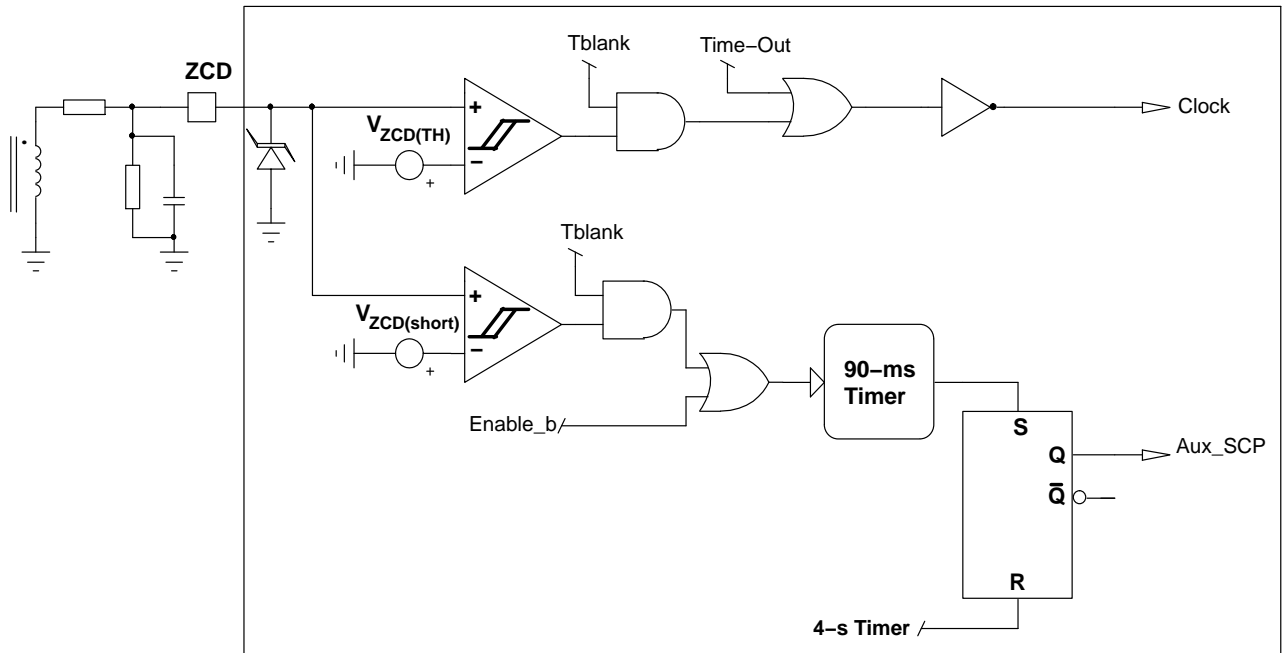 Tblank
Time−Out
ZCD
+
Clock
VZCD(TH)
−
+
Tblank
+
VZCD(short)
−
+
90−ms
Timer
Enable_b
S
Q
Aux_SCP
Q̅
R
4−s Timer